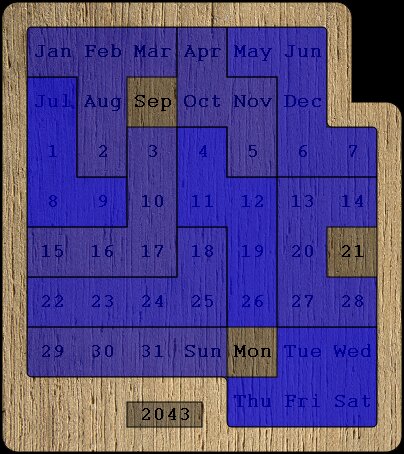 Jan Feb Mar Apr May Jun
Jul Aug Sep Oct Nov Dec
1 2 3 4 5 6 7
8 9 10 11 12 13 14
15 16 17 18 19 20 21
22 23 24 25 26 27 28
29 30 31 Sun Mon Tue Wed
Thu Fri Sat
2043